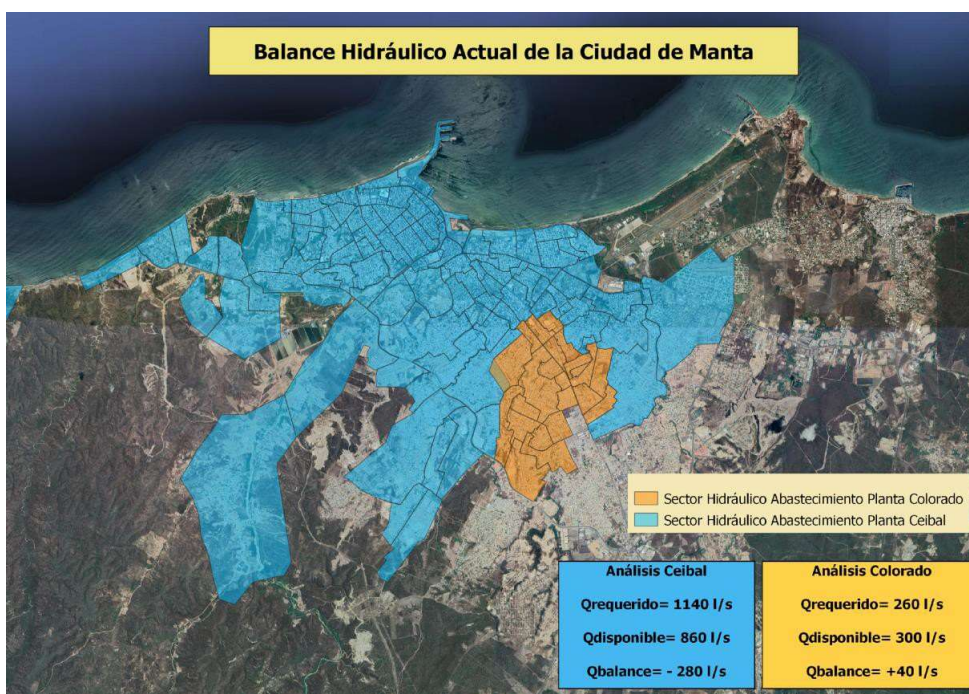 Balance Hidráulico Actual de la Ciudad de Manta
Sector Hidráulico Abastecimiento Planta Colorado
Sector Hidráulico Abastecimiento Planta Ceibal
Análisis Ceibal
Qrequerido= 1140 l/s
Qdisponible= 860 l/s
Qbalance= - 280 l/s
Análisis Colorado
Qrequerido= 260 l/s
Qdisponible= 300 l/s
Qbalance= +40 l/s